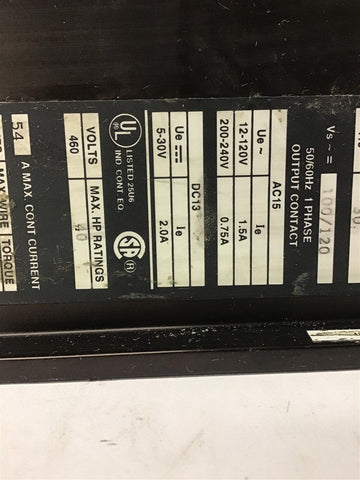 Vs ~ = 100/120
50/60Hz 1 PHASE
OUTPUT CONTACT
AC15
Ue ~ Ie
12-120V 1.5A
200-240V 0.75A
DC13
Ue ⎓ Ie
5-30V 2.0A
UL ® LISTED 25U6
IND CONT. EQ.
SA ®
VOLTS MAX. HP RATINGS
460 40
54 A MAX. CONT CURRENT
WIRE TORQUE